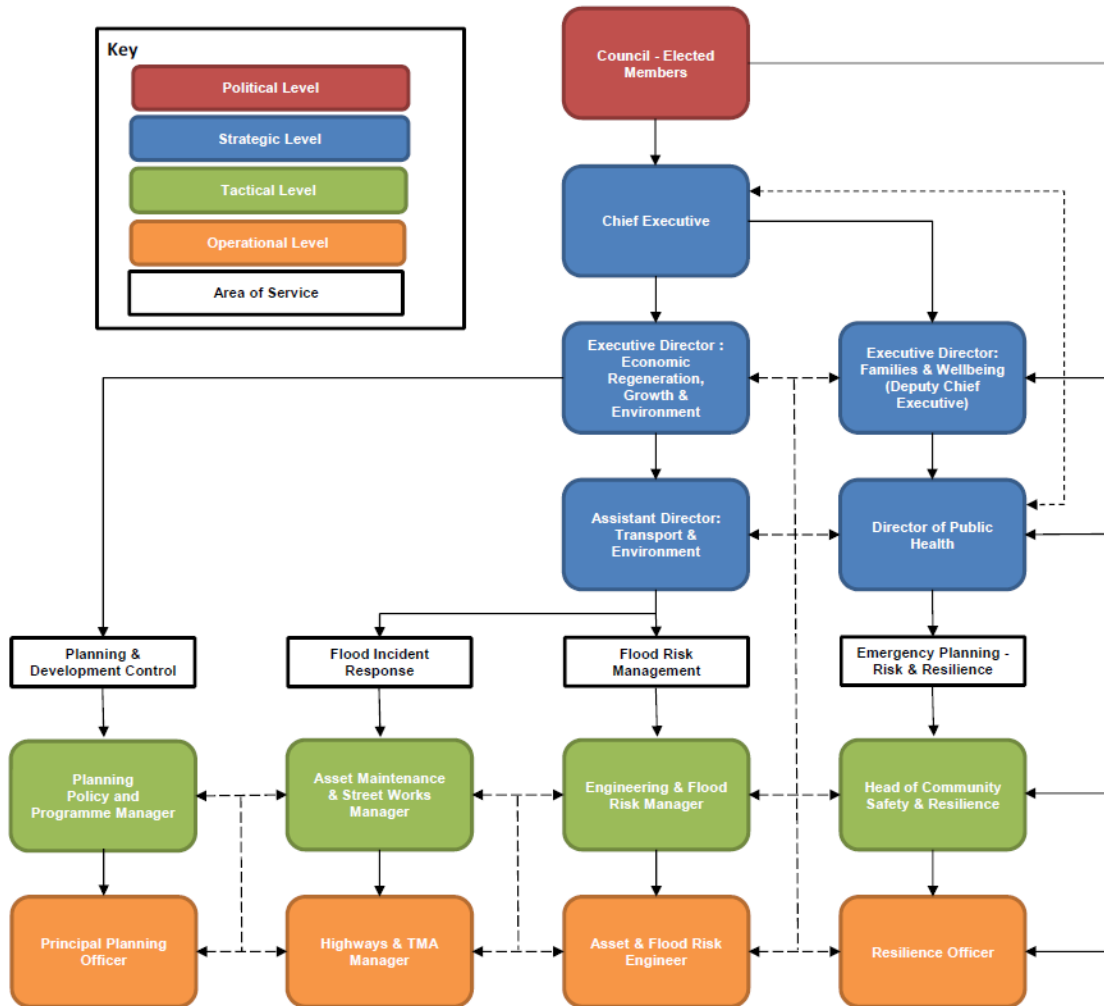 Key
Political Level
Strategic Level
Tactical Level
Operational Level
Area of Service
Council - Elected
Members
Chief Executive
Executive Director :
Economic
Regeneration,
Growth &
Environment
Executive Director:
Families & Wellbeing
(Deputy Chief
Executive)
Assistant Director:
Transport &
Environment
Director of Public
Health
Planning &
Development Control
Flood Incident
Response
Flood Risk
Management
Emergency Planning -
Risk & Resilience
Planning
Policy and
Programme Manager
Asset Maintenance
& Street Works
Manager
Engineering & Flood
Risk Manager
Head of Community
Safety & Resilience
Principal Planning
Officer
Highways & TMA
Manager
Asset & Flood Risk
Engineer
Resilience Officer